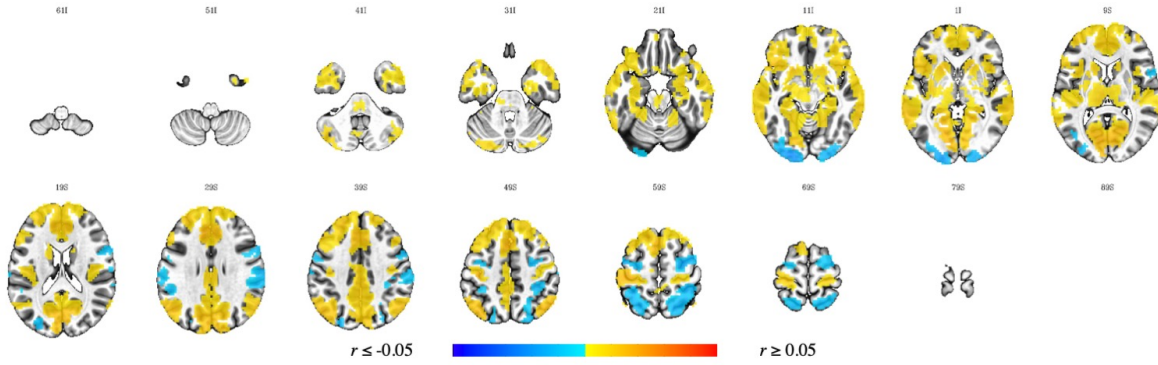 61I 51I 41I 31I 21I 11I 1I 9S
19S 29S 39S 49S 59S 69S 79S 89S
r ≤ -0.05 r ≥ 0.05